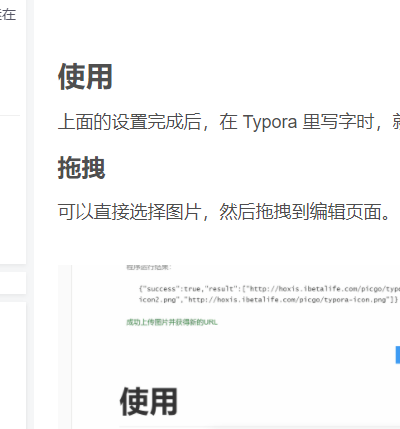 在
使用
上面的设置完成后，在 Typora 里写字时，
拖拽
可以直接选择图片，然后拖拽到编辑页面。
程序运行结果：
{"success":true,"result":["http://hoxis.ibetalife.com/picgo/typo
icon2.png","http://hoxis.ibetalife.com/picgo/typora-icon.png"]}
成功上传图片并获得新的URL
使用